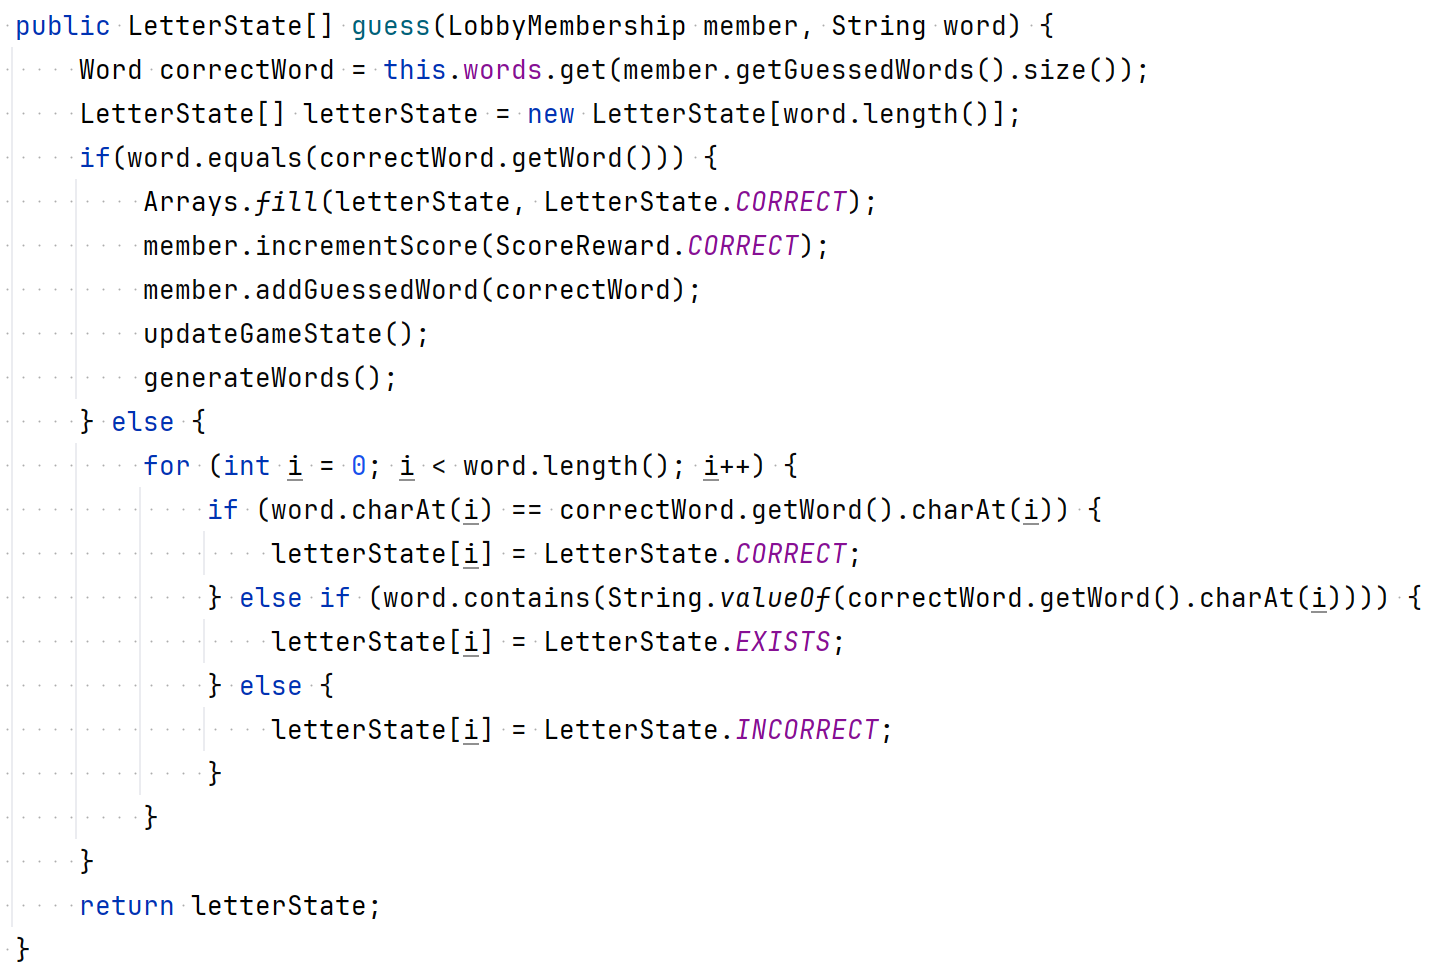 public LetterState[] guess(LobbyMembership member, String word) {
    Word correctWord = this.words.get(member.getGuessedWords().size());
    LetterState[] letterState = new LetterState[word.length()];
    if(word.equals(correctWord.getWord())) {
        Arrays.fill(letterState, LetterState.CORRECT);
        member.incrementScore(ScoreReward.CORRECT);
        member.addGuessedWord(correctWord);
        updateGameState();
        generateWords();
    } else {
        for (int i = 0; i < word.length(); i++) {
            if (word.charAt(i) == correctWord.getWord().charAt(i)) {
                letterState[i] = LetterState.CORRECT;
            } else if (word.contains(String.valueOf(correctWord.getWord().charAt(i)))) {
                letterState[i] = LetterState.EXISTS;
            } else {
                letterState[i] = LetterState.INCORRECT;
            }
        }
    }
    return letterState;
}